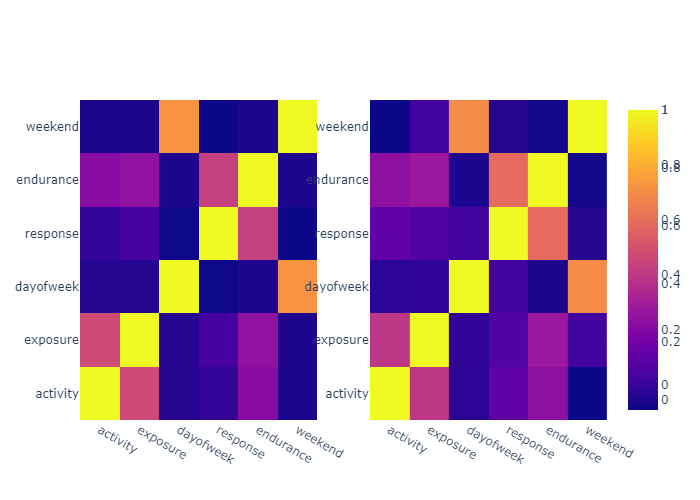 weekend
endurance
response
dayofweek
exposure
activity
activity
exposure
dayofweek
response
endurance
weekend
weekend
endurance
response
dayofweek
exposure
activity
activity
exposure
dayofweek
response
endurance
weekend
1
0.8
0.8
0.6
0.6
0.4
0.4
0.2
0.2
0
0